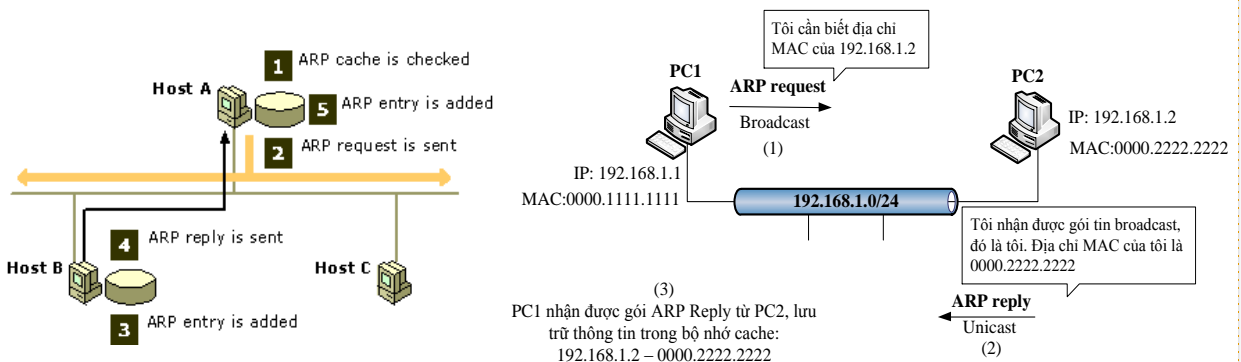 1 ARP cache is checked
Host A
5 ARP entry is added
2 ARP request is sent
4 ARP reply is sent
Host B
Host C
3 ARP entry is added
Tôi cần biết địa chỉ
MAC của 192.168.1.2
PC1
ARP request
Broadcast
(1)
PC2
IP: 192.168.1.2
MAC:0000.2222.2222
IP: 192.168.1.1
MAC:0000.1111.1111
192.168.1.0/24
Tôi nhận được gói tin broadcast,
đó là tôi. Địa chỉ MAC của tôi là
0000.2222.2222
(3)
PC1 nhận được gói ARP Reply từ PC2, lưu
trữ thông tin trong bộ nhớ cache:
192.168.1.2 – 0000.2222.2222
ARP reply
Unicast
(2)